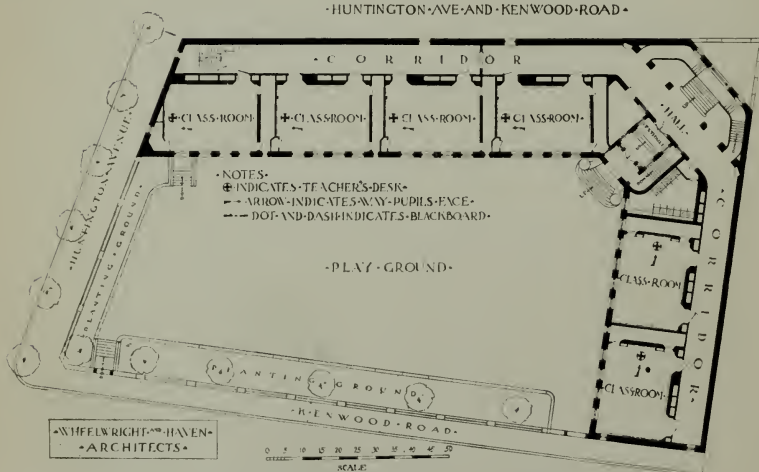 ·HUNTINGTON·AVE·AND·KENWOOD·ROAD·
·CORRIDOR
·CLASS·ROOM·
·CLASS·ROOM·
·CLASS·ROOM·
·CLASS·ROOM·
·HALL·
·NOTES·
INDICATES·TEACHER'S·DESK·
ARROW·INDICATES·WAY·PUPILS·FACE·
DOT·AND·DASH·INDICATES·BLACKBOARD·
·HUNTINGTON·AVENUE·
PLANTING·GROUND·
·PLAY·GROUND·
CLASS·ROOM
CLASSROOM·
·CORRIDOR·
PLANTING GROUND
·KENWOOD·ROAD·
·WHEELWRIGHT·AND·HAVEN·
·ARCHITECTS·
0 5 10 15 20 25 30 35 40 45 50
SCALE